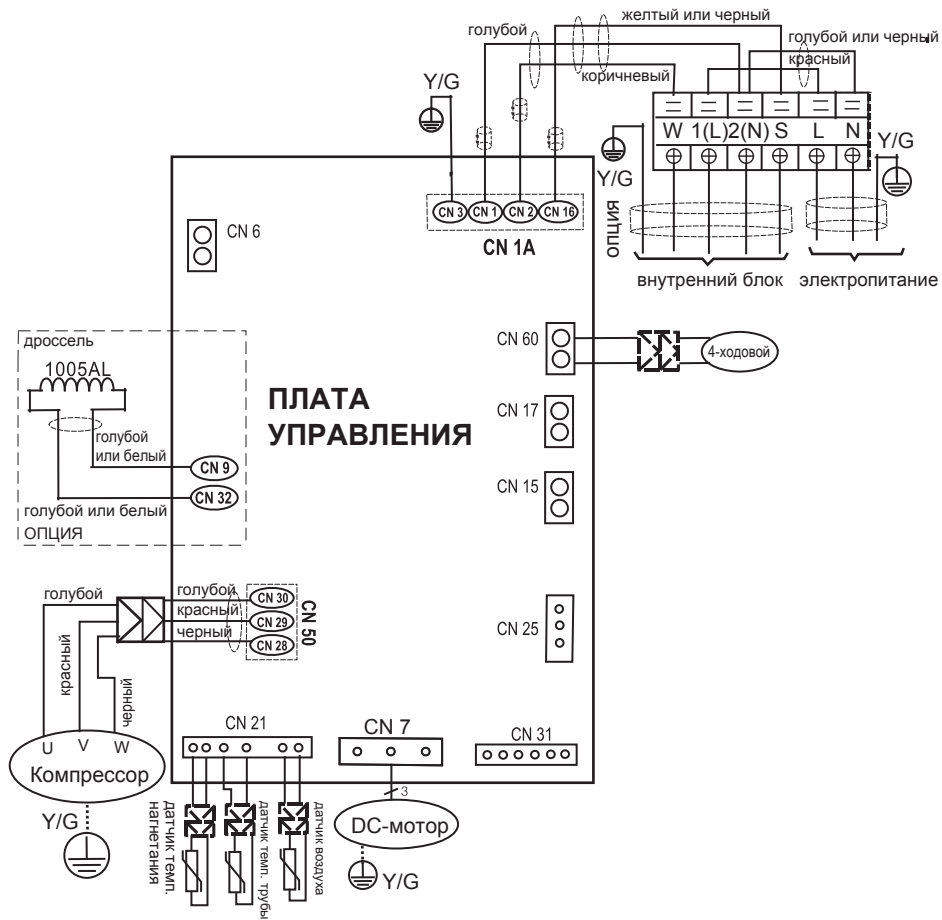 желтый или черный
голубой
голубой или черный
красный
коричневый
Y/G
W 1(L) 2(N) S L N
Y/G
Y/G
ОПЦИЯ
внутренний блок
электропитание
CN 3 CN 1 CN 2 CN 16
CN 1A
CN 6
CN 60
4-ходовой
дроссель
1005AL
ПЛАТА
УПРАВЛЕНИЯ
CN 17
голубой
или белый
CN 9
CN 15
CN 32
голубой или белый
ОПЦИЯ
голубой
голубой
CN 30
красный
CN 29
черный
CN 28
CN 50
CN 25
красный
черный
U V W
Компрессор
Y/G
CN 21
CN 7
CN 31
3
DC-мотор
Y/G
датчик темп.
нагнетания
датчик темп. трубы
датчик воздуха